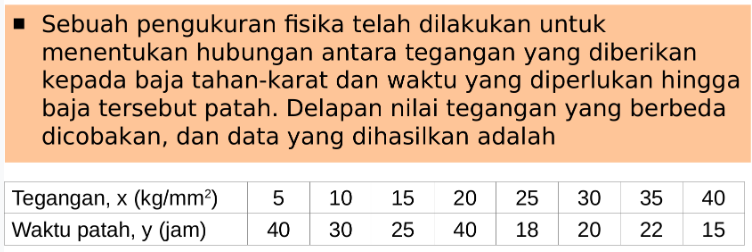 ▪ Sebuah pengukuran fisika telah dilakukan untuk
menentukan hubungan antara tegangan yang diberikan
kepada baja tahan-karat dan waktu yang diperlukan hingga
baja tersebut patah. Delapan nilai tegangan yang berbeda
dicobakan, dan data yang dihasilkan adalah
Tegangan, x (kg/mm²) 5 10 15 20 25 30 35 40
Waktu patah, y (jam) 40 30 25 40 18 20 22 15